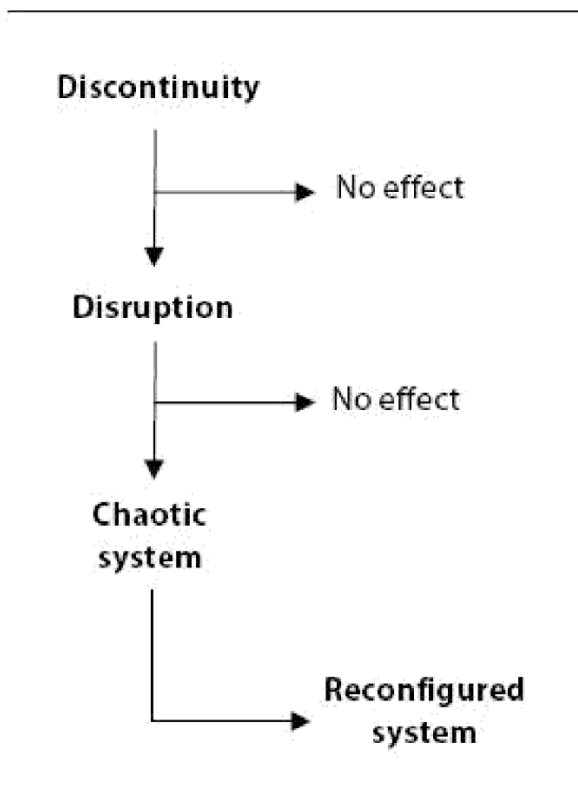 Discontinuity
No effect
Disruption
No effect
Chaotic
system
Reconfigured
system